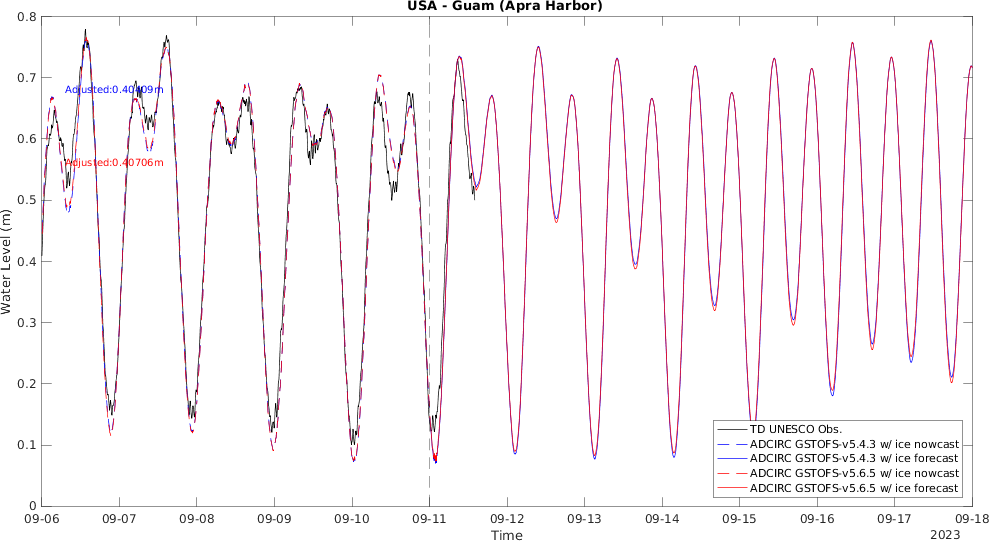 USA - Guam (Apra Harbor)
0.8
0.7
0.6
0.5
0.4
0.3
0.2
0.1
0
Water Level (m)
Adjusted:0.40409m
Adjusted:0.40706m
TD UNESCO Obs.
ADCIRC GSTOFS-v5.4.3 w/ ice nowcast
ADCIRC GSTOFS-v5.4.3 w/ ice forecast
ADCIRC GSTOFS-v5.6.5 w/ ice nowcast
ADCIRC GSTOFS-v5.6.5 w/ ice forecast
09-06 09-07 09-08 09-09 09-10 09-11 09-12 09-13 09-14 09-15 09-16 09-17 09-18
Time
2023